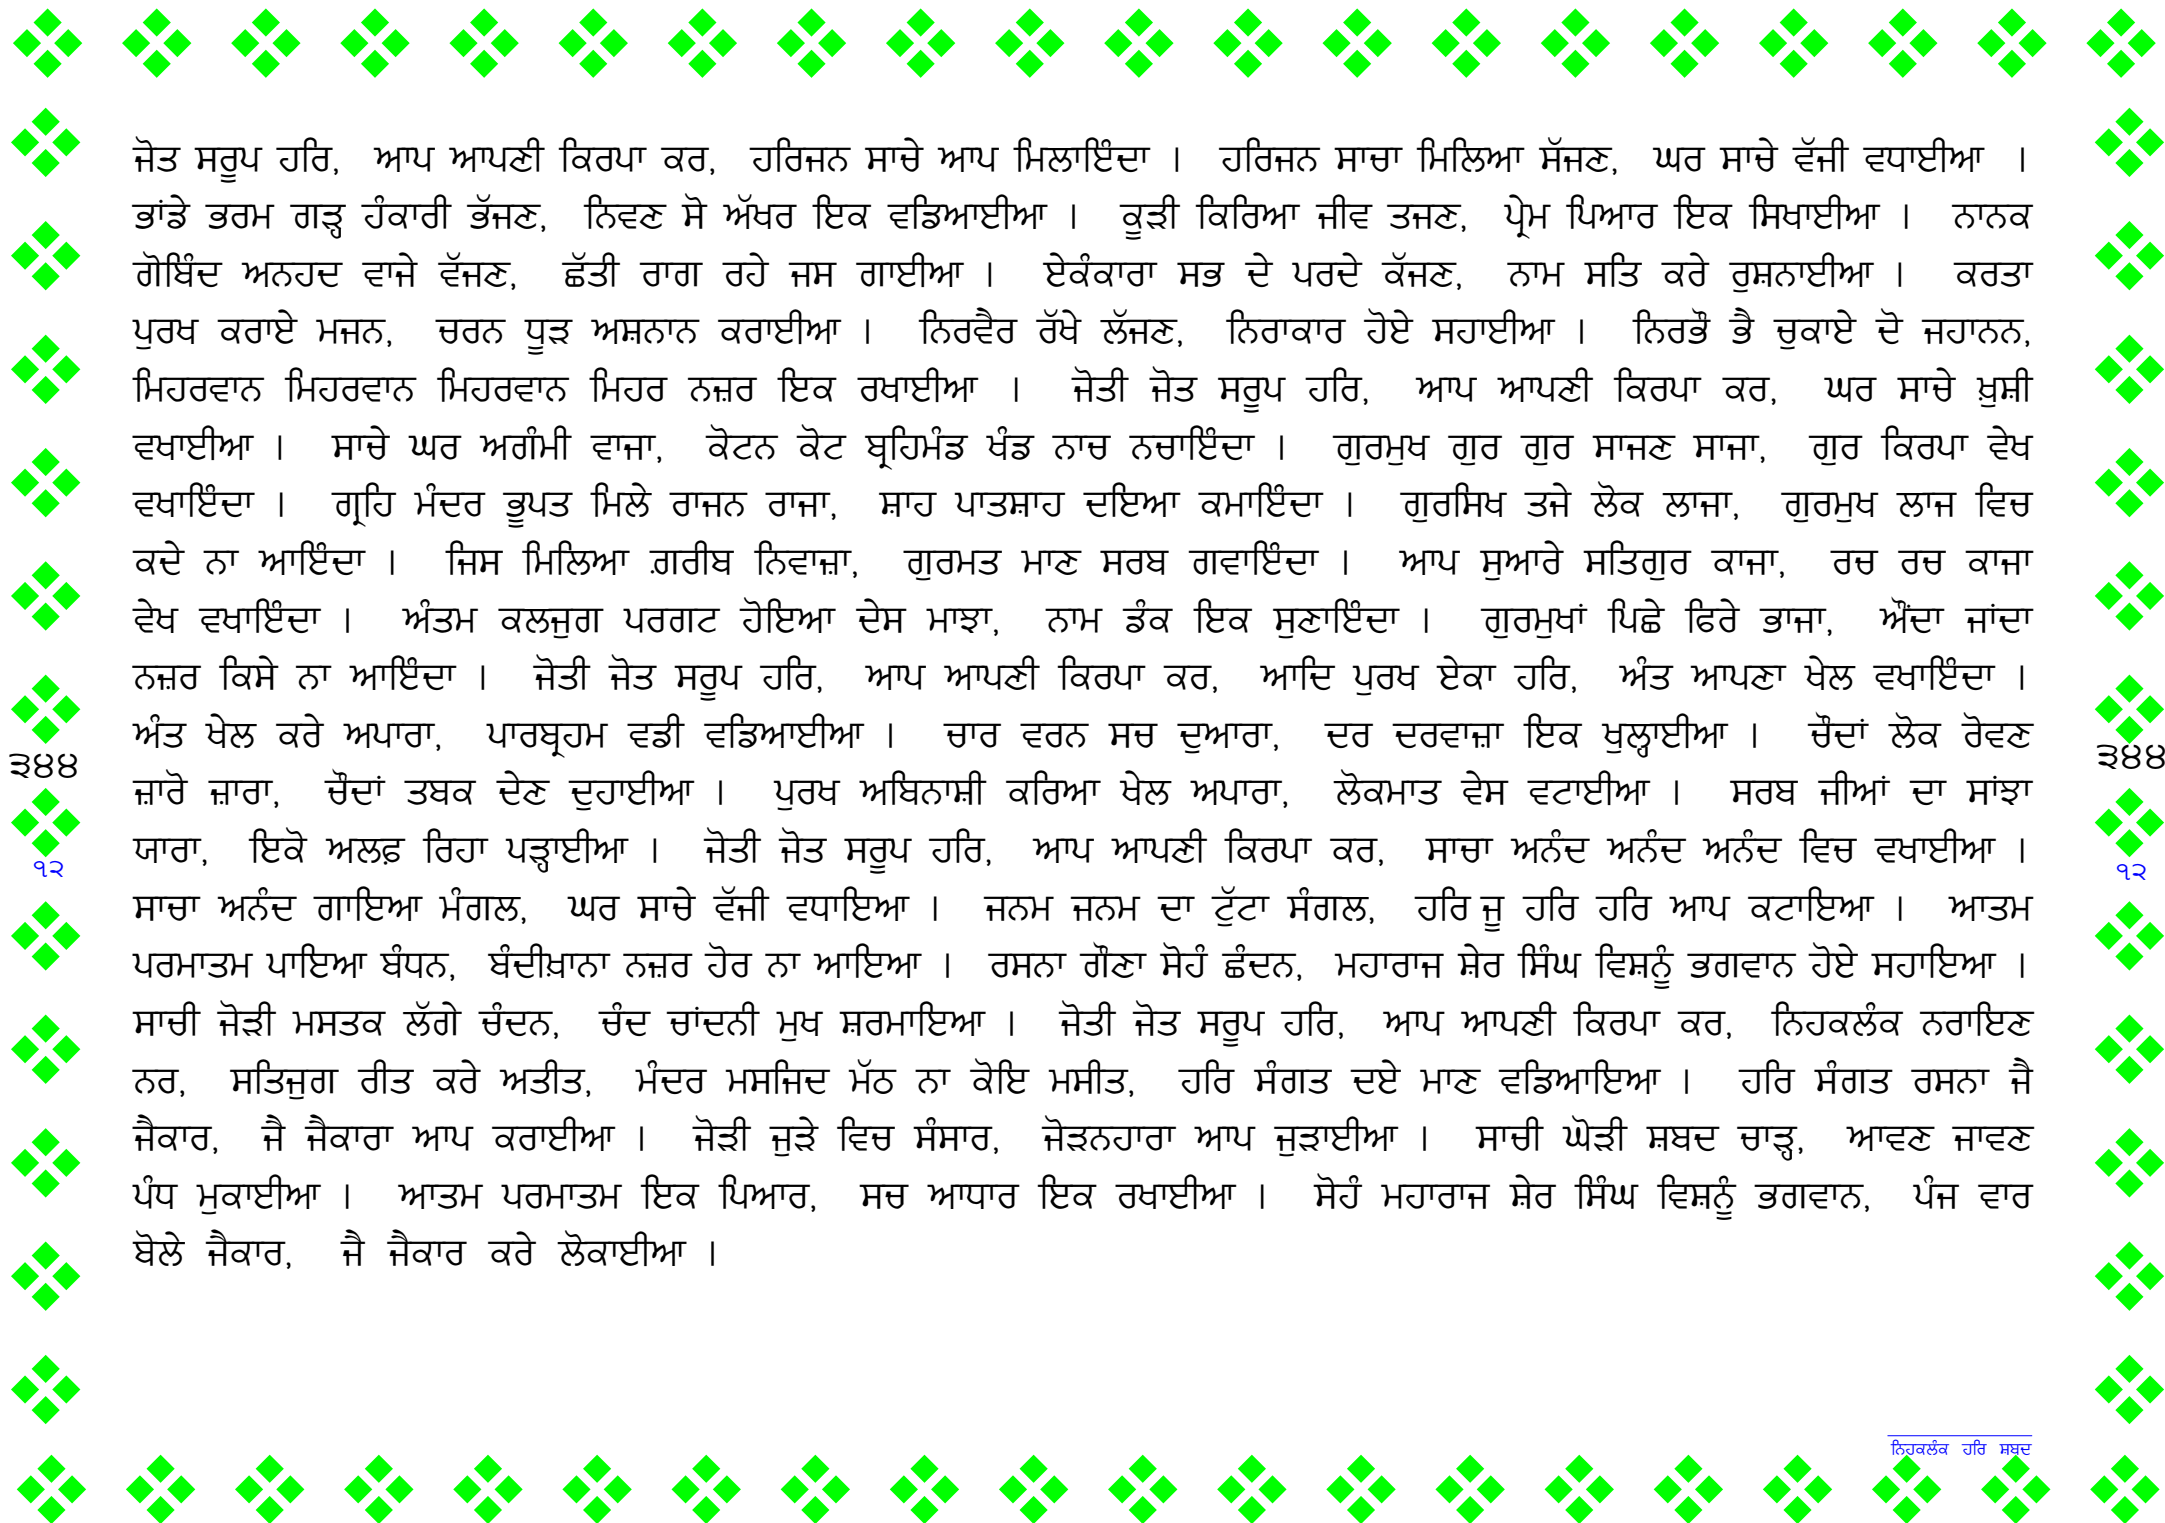 ਜੋਤ ਸਰੂਪ ਹਰਿ, ਆਪ ਆਪਣੀ ਕਿਰਪਾ ਕਰ, ਹਰਿਜਨ ਸਾਚੇ ਆਪ ਮਿਲਾਇੰਦਾ । ਹਰਿਜਨ ਸਾਚਾ ਮਿਲਿਆ ਸੱਜਣ, ਘਰ ਸਾਚੇ ਵੱਜੀ ਵਧਾਈਆ ।
ਭਾਂਡੇ ਭਰਮ ਗੜ੍ਹ ਹੰਕਾਰੀ ਭੱਜਣ, ਨਿਵਣ ਸੋ ਅੱਖਰ ਇਕ ਵਡਿਆਈਆ । ਕੂੜੀ ਕਿਰਿਆ ਜੀਵ ਤਜਣ, ਪ੍ਰੇਮ ਪਿਆਰ ਇਕ ਸਿਖਾਈਆ । ਨਾਨਕ
ਗੋਬਿੰਦ ਅਨਹਦ ਵਾਜੇ ਵੱਜਣ, ਛੱਤੀ ਰਾਗ ਰਹੇ ਜਸ ਗਾਈਆ । ਏਕੰਕਾਰਾ ਸਭ ਦੇ ਪਰਦੇ ਕੱਜਣ, ਨਾਮ ਸਤਿ ਕਰੇ ਰੁਸ਼ਨਾਈਆ । ਕਰਤਾ
ਪੁਰਖ ਕਰਾਏ ਮਜਨ, ਚਰਨ ਧੂੜ ਅਸ਼ਨਾਨ ਕਰਾਈਆ । ਨਿਰਵੈਰ ਰੱਖੇ ਲੱਜਣ, ਨਿਰਾਕਾਰ ਹੋਏ ਸਹਾਈਆ । ਨਿਰਭੌ ਭੈ ਚੁਕਾਏ ਦੋ ਜਹਾਨਨ,
ਮਿਹਰਵਾਨ ਮਿਹਰਵਾਨ ਮਿਹਰਵਾਨ ਮਿਹਰ ਨਜ਼ਰ ਇਕ ਰਖਾਈਆ । ਜੋਤੀ ਜੋਤ ਸਰੂਪ ਹਰਿ, ਆਪ ਆਪਣੀ ਕਿਰਪਾ ਕਰ, ਘਰ ਸਾਚੇ ਖ਼ੁਸ਼ੀ
ਵਖਾਈਆ । ਸਾਚੇ ਘਰ ਅਗੰਮੀ ਵਾਜਾ, ਕੋਟਨ ਕੋਟ ਬ੍ਰਹਿਮੰਡ ਖੰਡ ਨਾਚ ਨਚਾਇੰਦਾ । ਗੁਰਮੁਖ ਗੁਰ ਗੁਰ ਸਾਜਣ ਸਾਜਾ, ਗੁਰ ਕਿਰਪਾ ਵੇਖ
ਵਖਾਇੰਦਾ । ਗ੍ਰਹਿ ਮੰਦਰ ਭੂਪਤ ਮਿਲੇ ਰਾਜਨ ਰਾਜਾ, ਸ਼ਾਹ ਪਾਤਸ਼ਾਹ ਦਇਆ ਕਮਾਇੰਦਾ । ਗੁਰਸਿਖ ਤਜੇ ਲੋਕ ਲਾਜਾ, ਗੁਰਮੁਖ ਲਾਜ ਵਿਚ
ਕਦੇ ਨਾ ਆਇੰਦਾ । ਜਿਸ ਮਿਲਿਆ ਗ਼ਰੀਬ ਨਿਵਾਜ਼ਾ, ਗੁਰਮਤ ਮਾਣ ਸਰਬ ਗਵਾਇੰਦਾ । ਆਪ ਸੁਆਰੇ ਸਤਿਗੁਰ ਕਾਜਾ, ਰਚ ਰਚ ਕਾਜਾ
ਵੇਖ ਵਖਾਇੰਦਾ । ਅੰਤਮ ਕਲਜੁਗ ਪਰਗਟ ਹੋਇਆ ਦੇਸ ਮਾਝਾ, ਨਾਮ ਡੰਕ ਇਕ ਸੁਣਾਇੰਦਾ । ਗੁਰਮੁਖਾਂ ਪਿਛੇ ਫਿਰੇ ਭਾਜਾ, ਔਂਦਾ ਜਾਂਦਾ
ਨਜ਼ਰ ਕਿਸੇ ਨਾ ਆਇੰਦਾ । ਜੋਤੀ ਜੋਤ ਸਰੂਪ ਹਰਿ, ਆਪ ਆਪਣੀ ਕਿਰਪਾ ਕਰ, ਆਦਿ ਪੁਰਖ ਏਕਾ ਹਰਿ, ਅੰਤ ਆਪਣਾ ਖੇਲ ਵਖਾਇੰਦਾ ।
ਅੰਤ ਖੇਲ ਕਰੇ ਅਪਾਰਾ, ਪਾਰਬ੍ਰਹਮ ਵਡੀ ਵਡਿਆਈਆ । ਚਾਰ ਵਰਨ ਸਚ ਦੁਆਰਾ, ਦਰ ਦਰਵਾਜ਼ਾ ਇਕ ਖੁਲ੍ਹਾਈਆ । ਚੌਦਾਂ ਲੋਕ ਰੋਵਣ
੩੪੪ ੩੪੪
ਜ਼ਾਰੋ ਜ਼ਾਰਾ, ਚੌਦਾਂ ਤਬਕ ਦੇਣ ਦੁਹਾਈਆ । ਪੁਰਖ ਅਬਿਨਾਸ਼ੀ ਕਰਿਆ ਖੇਲ ਅਪਾਰਾ, ਲੋਕਮਾਤ ਵੇਸ ਵਟਾਈਆ । ਸਰਬ ਜੀਆਂ ਦਾ ਸਾਂਝਾ
ਯਾਰਾ, ਇਕੋ ਅਲਫ਼ ਰਿਹਾ ਪੜ੍ਹਾਈਆ । ਜੋਤੀ ਜੋਤ ਸਰੂਪ ਹਰਿ, ਆਪ ਆਪਣੀ ਕਿਰਪਾ ਕਰ, ਸਾਚਾ ਅਨੰਦ ਅਨੰਦ ਅਨੰਦ ਵਿਚ ਵਖਾਈਆ ।
੧੨ ੧੨
ਸਾਚਾ ਅਨੰਦ ਗਾਇਆ ਮੰਗਲ, ਘਰ ਸਾਚੇ ਵੱਜੀ ਵਧਾਇਆ । ਜਨਮ ਜਨਮ ਦਾ ਟੁੱਟਾ ਸੰਗਲ, ਹਰਿ ਜੂ ਹਰਿ ਹਰਿ ਆਪ ਕਟਾਇਆ । ਆਤਮ
ਪਰਮਾਤਮ ਪਾਇਆ ਬੰਧਨ, ਬੰਦੀਖ਼ਾਨਾ ਨਜ਼ਰ ਹੋਰ ਨਾ ਆਇਆ । ਰਸਨਾ ਗੌਣਾ ਸੋਹੰ ਛੰਦਨ, ਮਹਾਰਾਜ ਸ਼ੇਰ ਸਿੰਘ ਵਿਸ਼ਨੂੰ ਭਗਵਾਨ ਹੋਏ ਸਹਾਇਆ ।
ਸਾਚੀ ਜੋੜੀ ਮਸਤਕ ਲੱਗੇ ਚੰਦਨ, ਚੰਦ ਚਾਂਦਨੀ ਮੁਖ ਸ਼ਰਮਾਇਆ । ਜੋਤੀ ਜੋਤ ਸਰੂਪ ਹਰਿ, ਆਪ ਆਪਣੀ ਕਿਰਪਾ ਕਰ, ਨਿਹਕਲੰਕ ਨਰਾਇਣ
ਨਰ, ਸਤਿਜੁਗ ਰੀਤ ਕਰੇ ਅਤੀਤ, ਮੰਦਰ ਮਸਜਿਦ ਮੱਠ ਨਾ ਕੋਇ ਮਸੀਤ, ਹਰਿ ਸੰਗਤ ਦਏ ਮਾਣ ਵਡਿਆਇਆ । ਹਰਿ ਸੰਗਤ ਰਸਨਾ ਜੈ
ਜੈਕਾਰ, ਜੈ ਜੈਕਾਰਾ ਆਪ ਕਰਾਈਆ । ਜੋੜੀ ਜੁੜੇ ਵਿਚ ਸੰਸਾਰ, ਜੋੜਨਹਾਰਾ ਆਪ ਜੁੜਾਈਆ । ਸਾਚੀ ਘੋੜੀ ਸ਼ਬਦ ਚਾੜ੍ਹ, ਆਵਣ ਜਾਵਣ
ਪੰਧ ਮੁਕਾਈਆ । ਆਤਮ ਪਰਮਾਤਮ ਇਕ ਪਿਆਰ, ਸਚ ਆਧਾਰ ਇਕ ਰਖਾਈਆ । ਸੋਹੰ ਮਹਾਰਾਜ ਸ਼ੇਰ ਸਿੰਘ ਵਿਸ਼ਨੂੰ ਭਗਵਾਨ, ਪੰਜ ਵਾਰ
ਬੋਲੇ ਜੈਕਾਰ, ਜੈ ਜੈਕਾਰ ਕਰੇ ਲੋਕਾਈਆ ।
ਨਿਹਕਲੰਕ ਹਰਿ ਸ਼ਬਦ